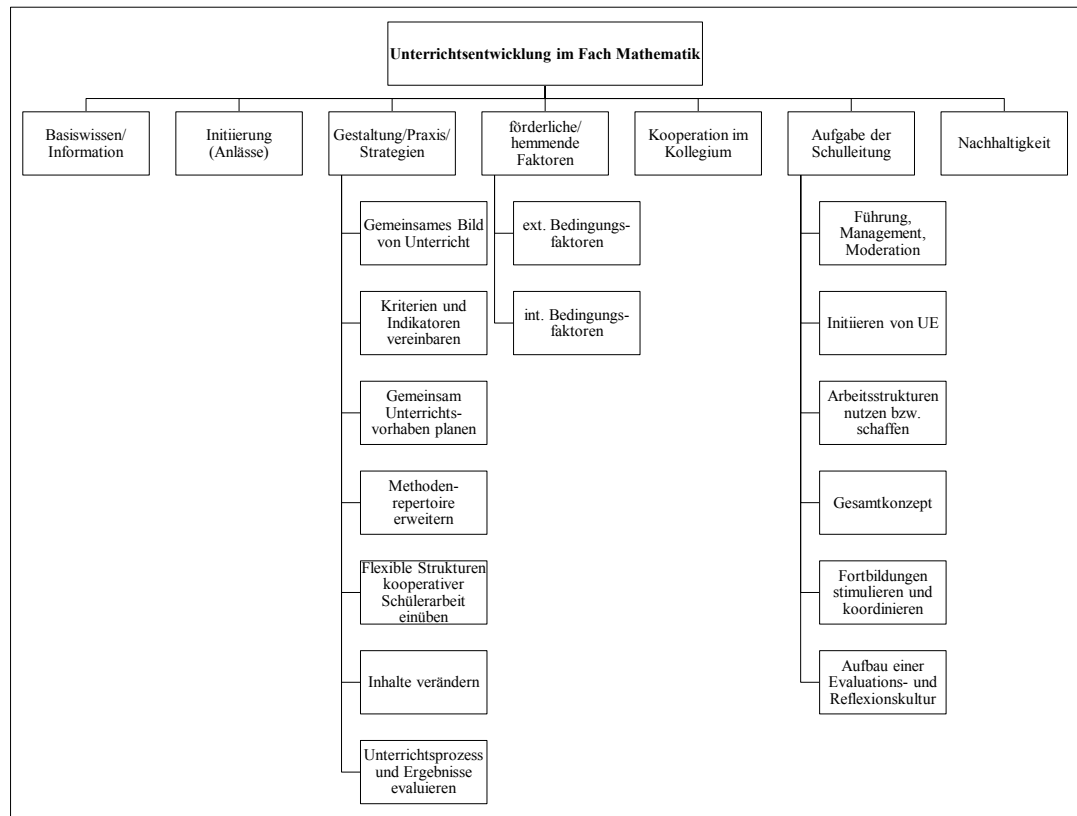 Unterrichtsentwicklung im Fach Mathematik
Basiswissen/
Information
Initiierung
(Anlässe)
Gestaltung/Praxis/
Strategien
förderliche/
hemmende
Faktoren
Kooperation im
Kollegium
Aufgabe der
Schulleitung
Nachhaltigkeit
Gemeinsames Bild
von Unterricht
Kriterien und
Indikatoren
vereinbaren
Gemeinsam
Unterrichts-
vorhaben planen
Methoden-
repertoire
erweitern
Flexible Strukturen
kooperativer
Schülerarbeit
einüben
Inhalte verändern
Unterrichtsprozess
und Ergebnisse
evaluieren
ext. Bedingungs-
faktoren
int. Bedingungs-
faktoren
Führung,
Management,
Moderation
Initiieren von UE
Arbeitsstrukturen
nutzen bzw.
schaffen
Gesamtkonzept
Fortbildungen
stimulieren und
koordinieren
Aufbau einer
Evaluations- und
Reflexionskultur